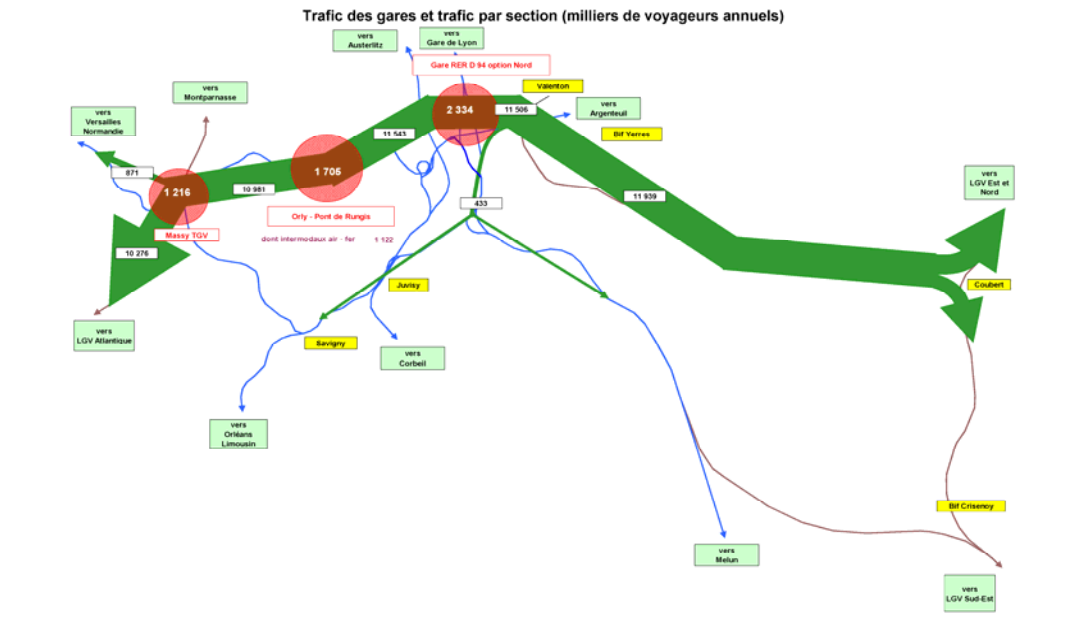 Trafic des gares et trafic par section (milliers de voyageurs annuels)
vers
Austerlitz
vers
Gare de Lyon
Gare RER D 94 option Nord
vers
Montparnasse
Valenton
vers
Argenteuil
vers
Versailles
Normandie
2 334
11 506
11 543
Bif Yerres
871
1 705
vers
LGV Est et
Nord
1 216
10 981
11 939
433
Orly - Pont de Rungis
Massy TGV
dont intermodaux air - fer
1 122
10 276
Juvisy
Coubert
vers
LGV Atlantique
Savigny
vers
Corbeil
vers
Orléans
Limousin
Bif Crisenoy
vers
Melun
vers
LGV Sud-Est